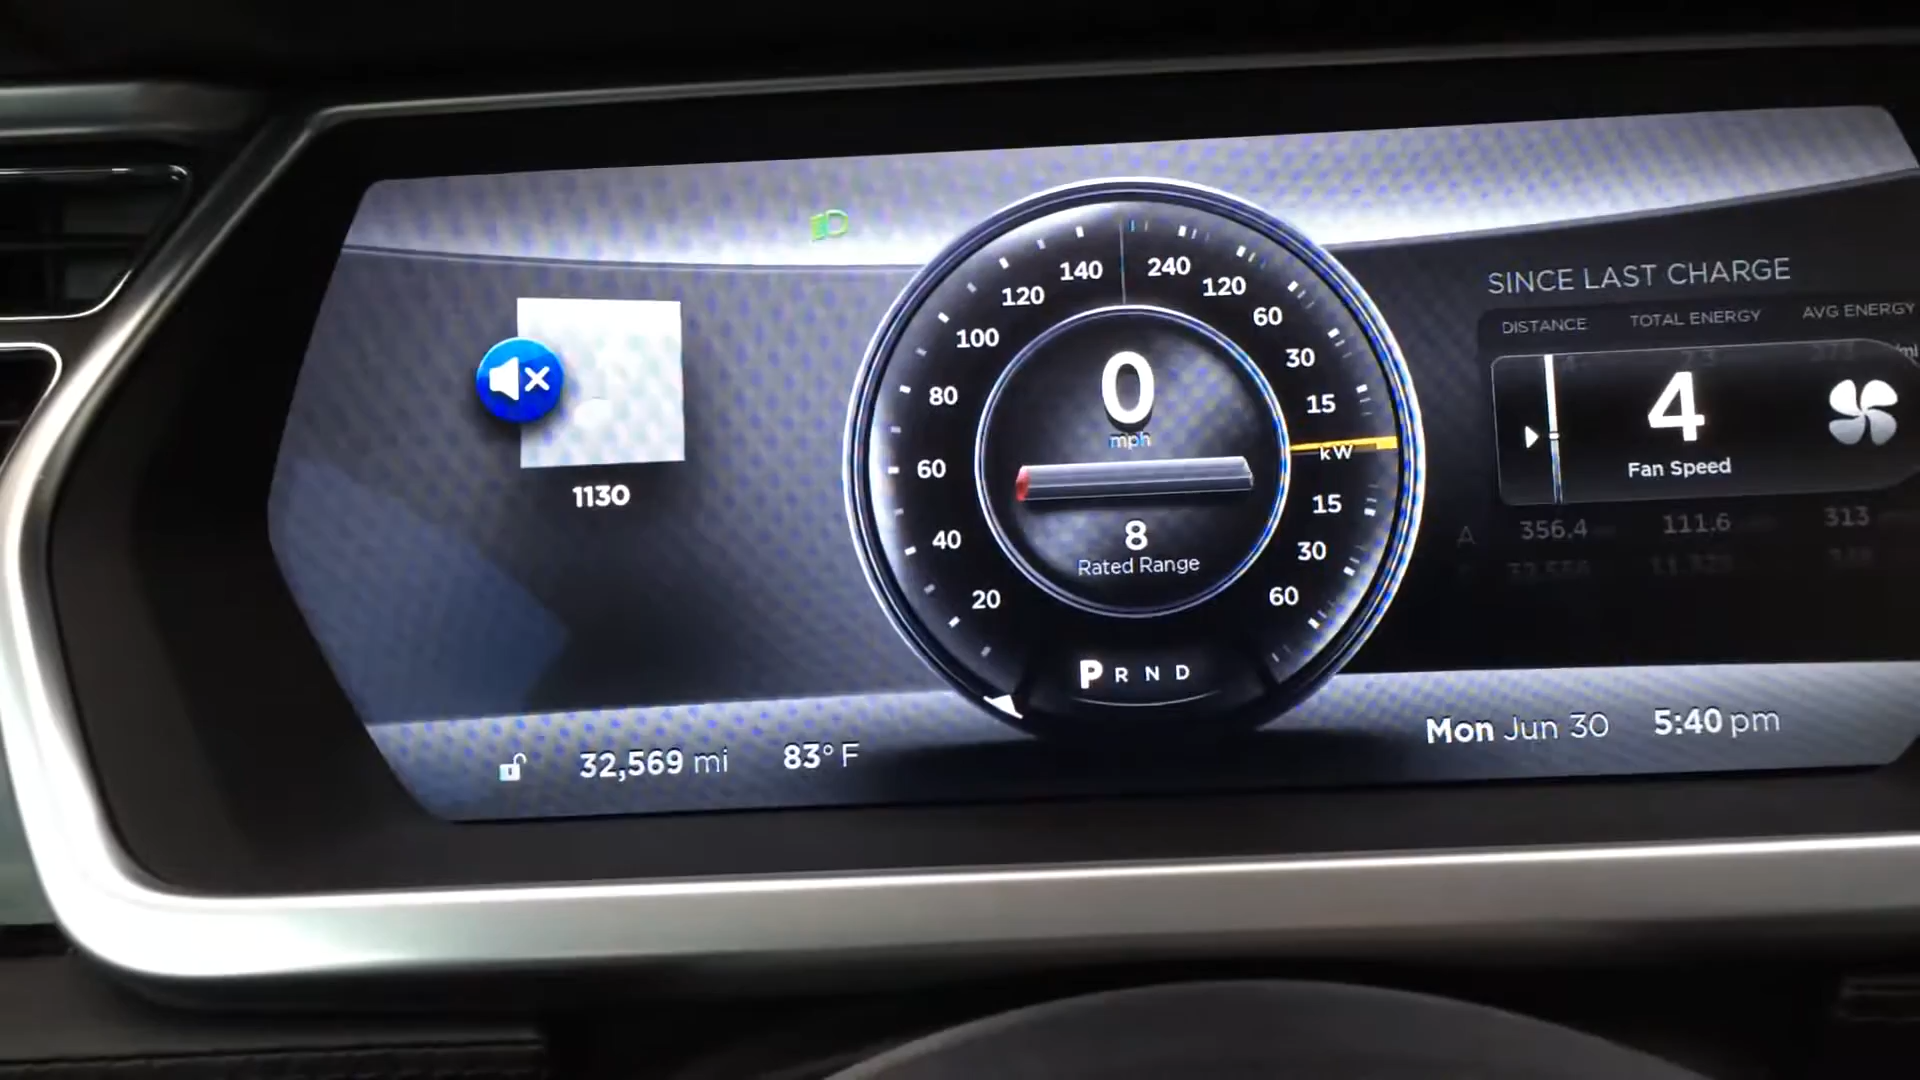 1130
140
120
100
80
60
40
20
240
120
60
30
15
kW
15
30
60
0
mph
8
Rated Range
P R N D
SINCE LAST CHARGE
DISTANCE TOTAL ENERGY AVG ENERGY
4
Fan Speed
A 356.4 111.6 313
32,569 mi 83° F
Mon Jun 30 5:40 pm